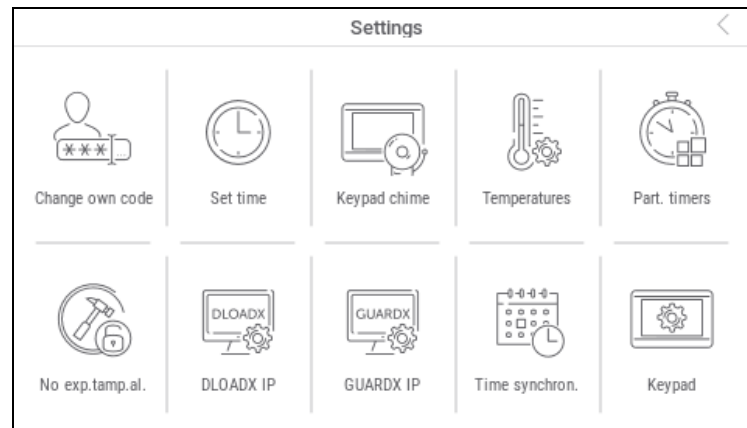 Settings
***
Change own code
Set time
Keypad chime
Temperatures
Part. timers
DLOADX
GUARDX
No exp.tamp.al.
DLOADX IP
GUARDX IP
Time synchron.
Keypad